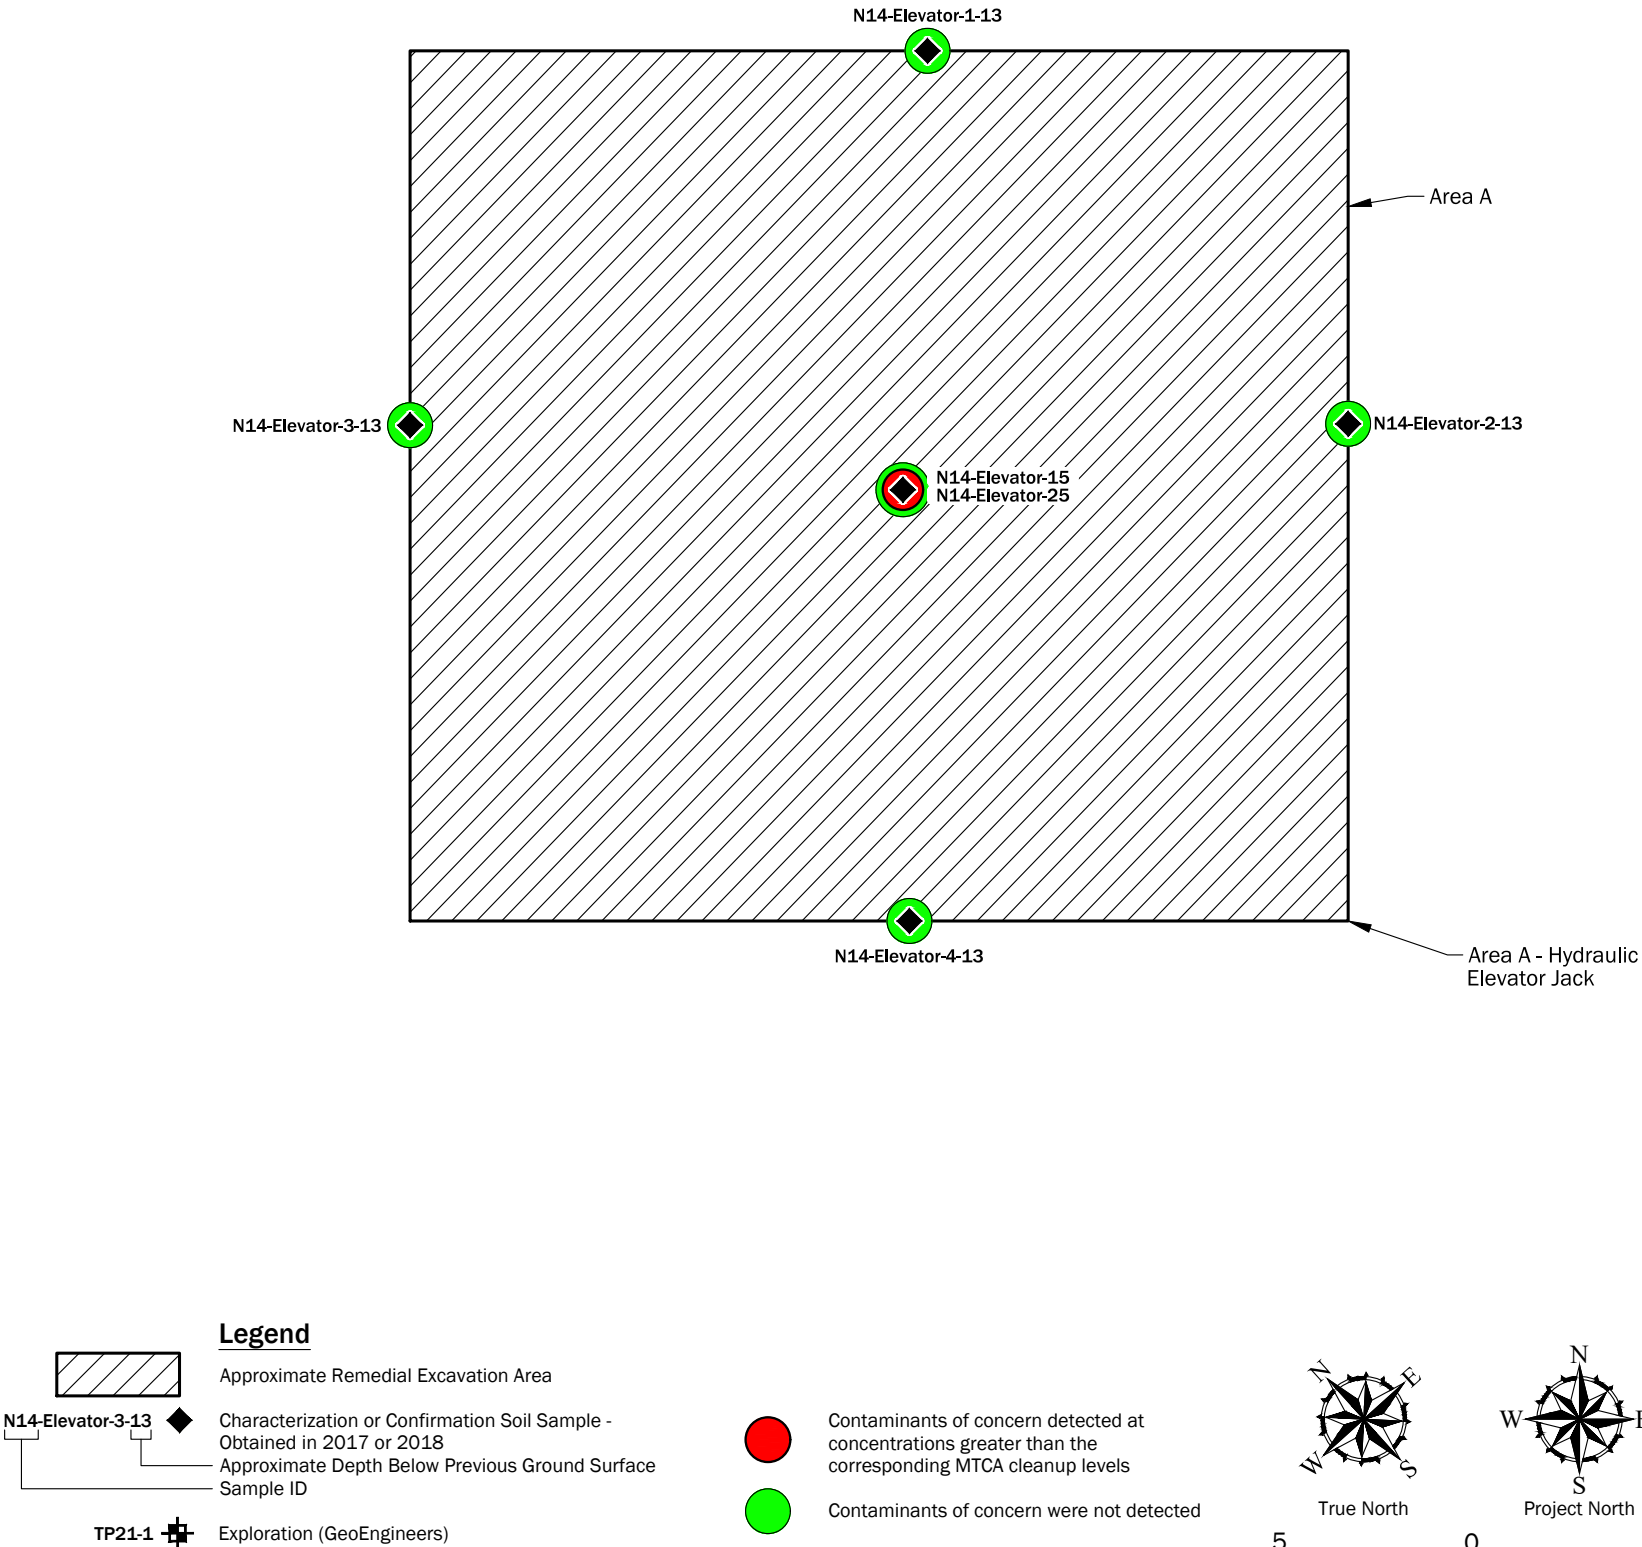 N14-Elevator-1-13
Area A
N14-Elevator-3-13
N14-Elevator-2-13
N14-Elevator-15
N14-Elevator-25
N14-Elevator-4-13
Area A - Hydraulic
Elevator Jack
Legend
Approximate Remedial Excavation Area
N14-Elevator-3-13
Characterization or Confirmation Soil Sample -
Obtained in 2017 or 2018
Approximate Depth Below Previous Ground Surface
Sample ID
TP21-1
Exploration (GeoEngineers)
Contaminants of concern detected at
concentrations greater than the
corresponding MTCA cleanup levels
Contaminants of concern were not detected
N
E
W
S
True North
N
W
S
Project North
5
0